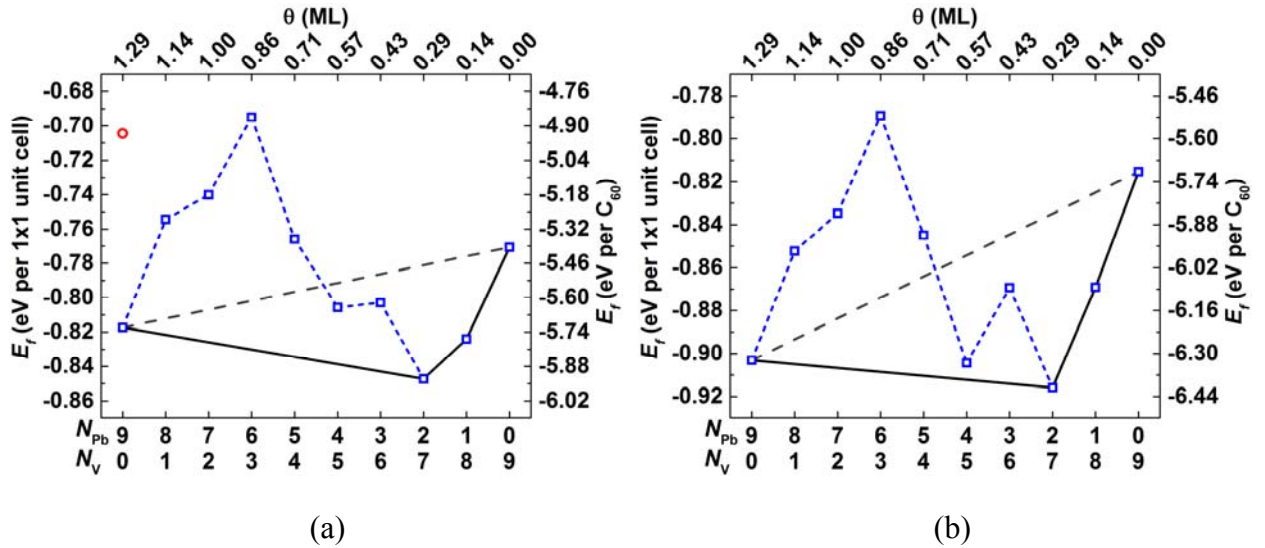 θ (ML)
1.29 1.14 1.00 0.86 0.71 0.57 0.43 0.29 0.14 0.00
E_f (eV per 1x1 unit cell)
-0.68
-0.70
-0.72
-0.74
-0.76
-0.78
-0.80
-0.82
-0.84
-0.86
-4.76
-4.90
-5.04
-5.18
-5.32
-5.46
-5.60
-5.74
-5.88
-6.02
E_f (eV per C₆₀)
N_Pb 9 8 7 6 5 4 3 2 1 0
N_V 0 1 2 3 4 5 6 7 8 9
(a)
θ (ML)
1.29 1.14 1.00 0.86 0.71 0.57 0.43 0.29 0.14 0.00
E_f (eV per 1x1 unit cell)
-0.78
-0.80
-0.82
-0.84
-0.86
-0.88
-0.90
-0.92
-5.46
-5.60
-5.74
-5.88
-6.02
-6.16
-6.30
-6.44
E_f (eV per C₆₀)
N_Pb 9 8 7 6 5 4 3 2 1 0
N_V 0 1 2 3 4 5 6 7 8 9
(b)